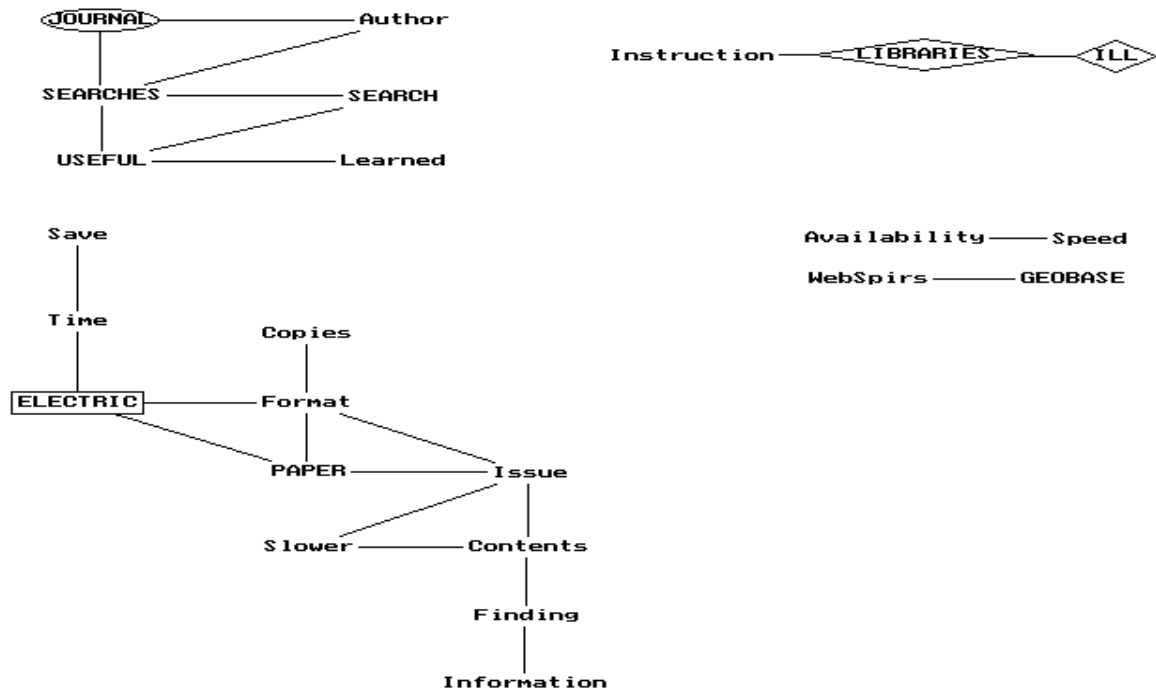 JOURNAL Author
Instruction LIBRARIES ILL
SEARCHES SEARCH
USEFUL Learned
Save
Availability Speed
WebSpirs GEOBASE
Time
Copies
ELECTRIC Format
PAPER Issue
Slower Contents
Finding
Information